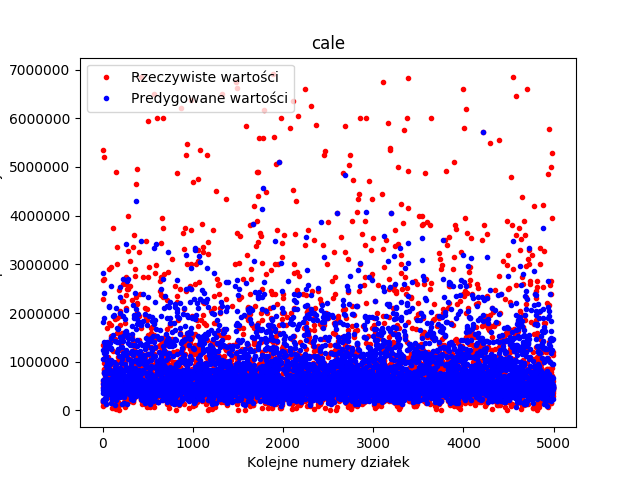 cale
Rzeczywiste wartości
Predygowane wartości
7000000
6000000
5000000
4000000
3000000
2000000
1000000
0
0 1000 2000 3000 4000 5000
Kolejne numery działek